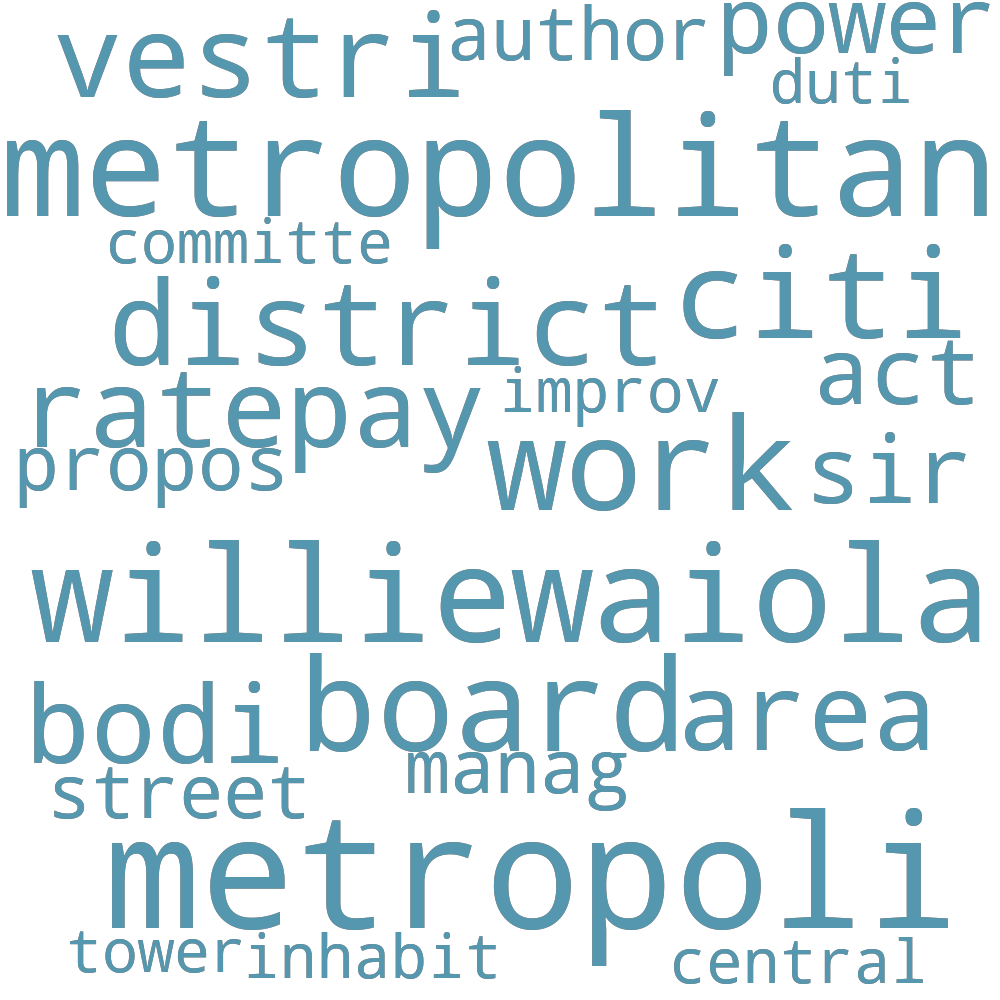 vestri author power
duti
metropolitan
committe
district citi
ratepay improv act
propos work sir
williewaiola
bodi board area
street manag
metropoli
tower inhabit central